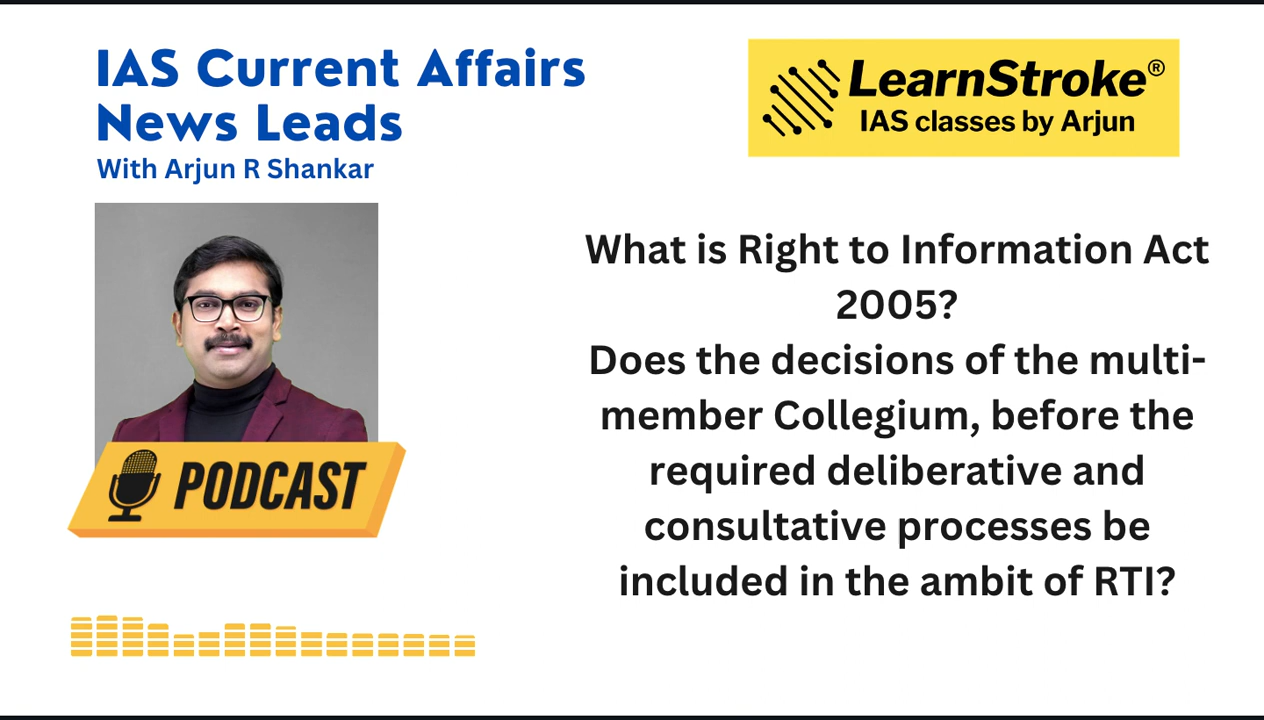 IAS Current Affairs
News Leads
With Arjun R Shankar
LearnStroke®
IAS classes by Arjun
What is Right to Information Act
2005?
Does the decisions of the multi-
member Collegium, before the
required deliberative and
consultative processes be
included in the ambit of RTI?
PODCAST